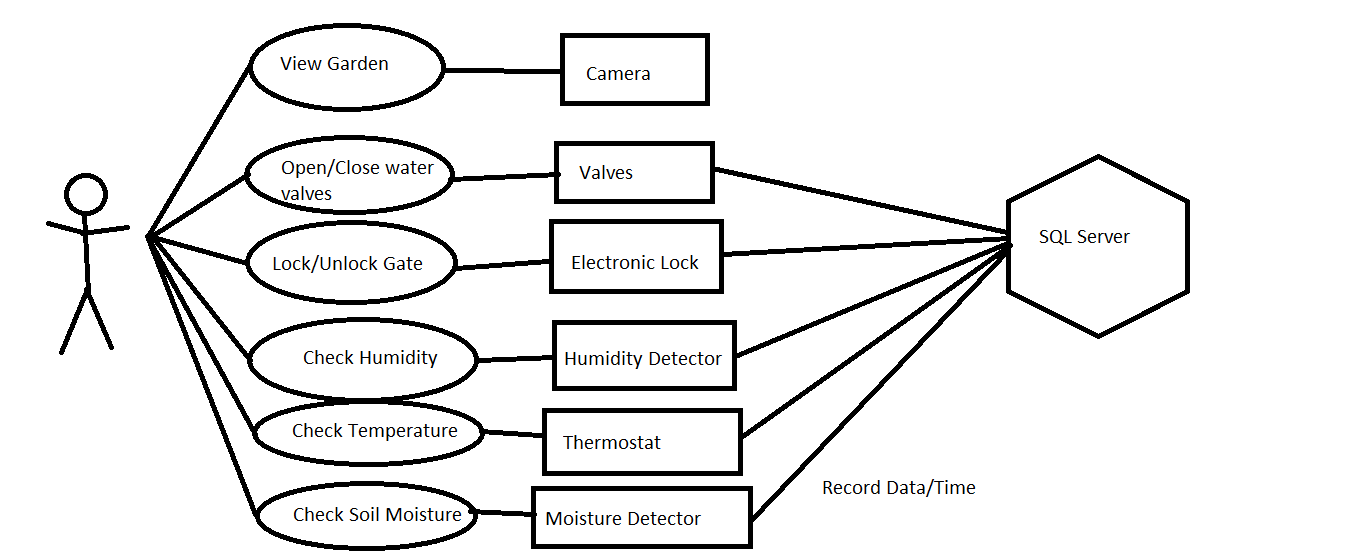 View Garden
Camera
Open/Close water
valves
Valves
SQL Server
Lock/Unlock Gate
Electronic Lock
Check Humidity
Humidity Detector
Check Temperature
Thermostat
Record Data/Time
Check Soil Moisture
Moisture Detector